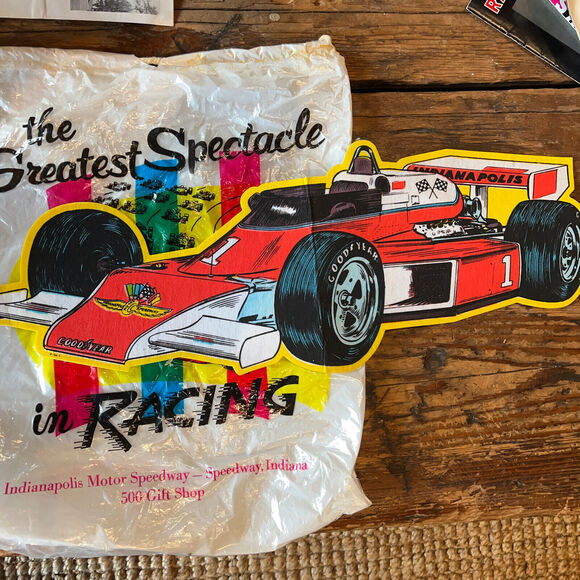 the
Greatest Spectacle
INDIANAPOLIS
1
GOODYEAR
1
GOODYEAR
in RACING
Indianapolis Motor Speedway — Speedway, Indiana
500 Gift Shop